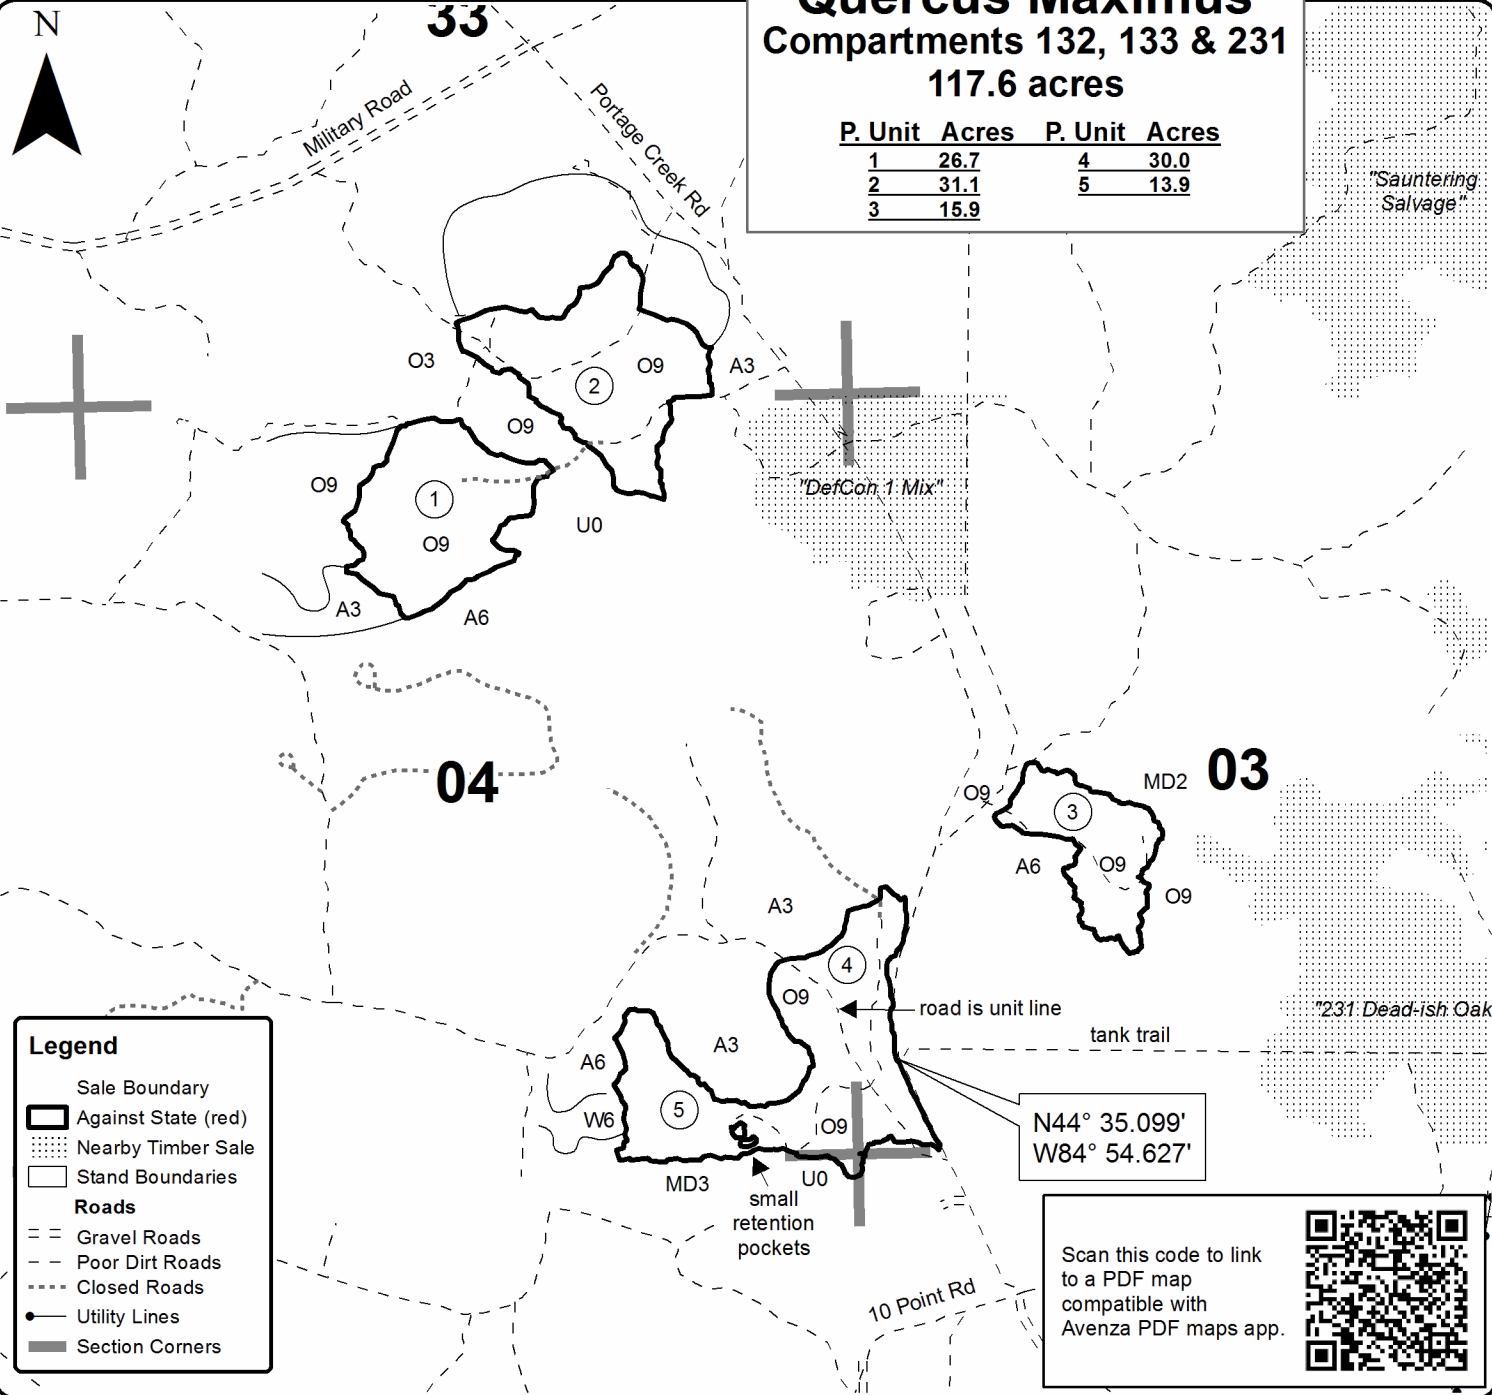 N
33
Quercus Maximus
Compartments 132, 133 & 231
117.6 acres
P. Unit Acres P. Unit Acres
1 26.7 4 30.0
2 31.1 5 13.9
3 15.9
Military Road
Portage Creek Rd
"Sauntering
Salvage"
O3
O9
A3
2
O9
"DefCon 1 Mix"
O9
1
O9
U0
A3
A6
04
03
O9
MD2
3
A6
O9
O9
A3
4
O9
road is unit line
"231 Dead-ish Oak
tank trail
A3
A6
5
W6
O9
N44° 35.099'
W84° 54.627'
MD3
U0
small
retention
pockets
10 Point Rd
Legend
Sale Boundary
Against State (red)
Nearby Timber Sale
Stand Boundaries
Roads
Gravel Roads
Poor Dirt Roads
Closed Roads
Utility Lines
Section Corners
Scan this code to link
to a PDF map
compatible with
Avenza PDF maps app.